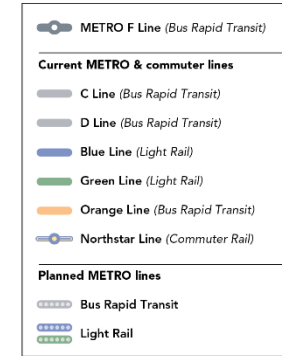 METRO F Line (Bus Rapid Transit)
Current METRO & commuter lines
C Line (Bus Rapid Transit)
D Line (Bus Rapid Transit)
Blue Line (Light Rail)
Green Line (Light Rail)
Orange Line (Bus Rapid Transit)
Northstar Line (Commuter Rail)
Planned METRO lines
Bus Rapid Transit
Light Rail